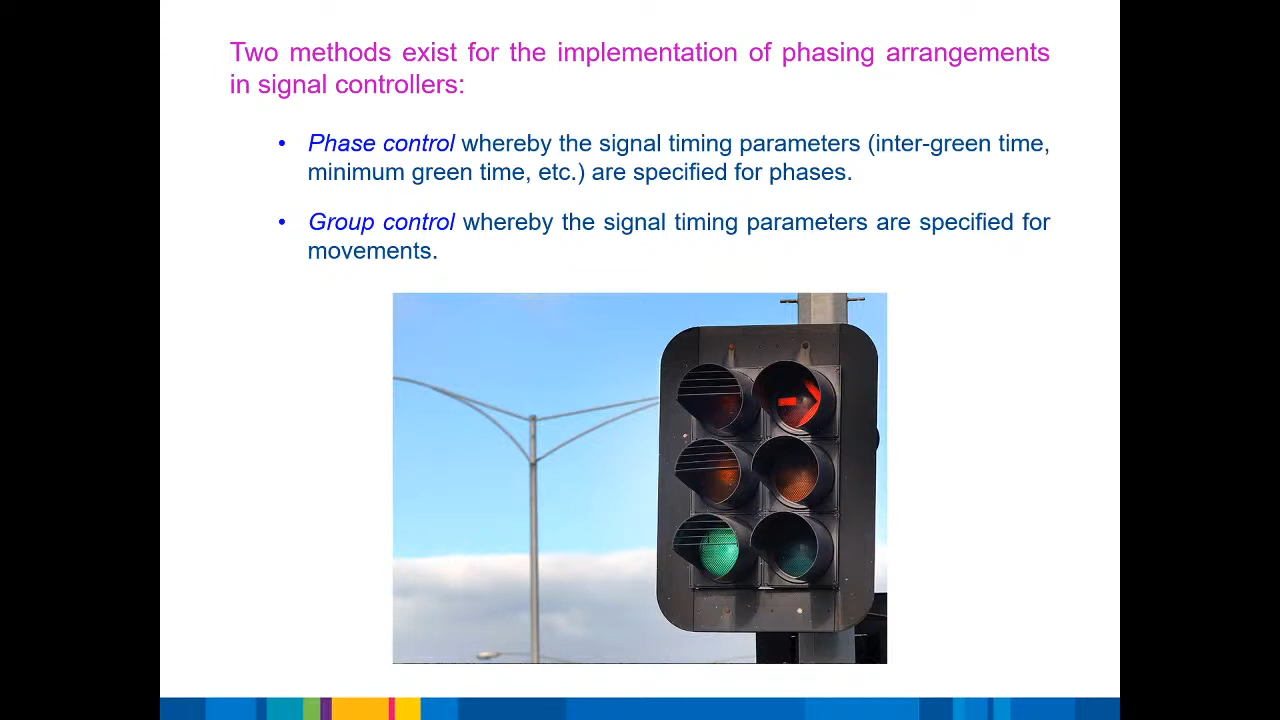 Two methods exist for the implementation of phasing arrangements
in signal controllers:
• Phase control whereby the signal timing parameters (inter-green time,
minimum green time, etc.) are specified for phases.
• Group control whereby the signal timing parameters are specified for
movements.